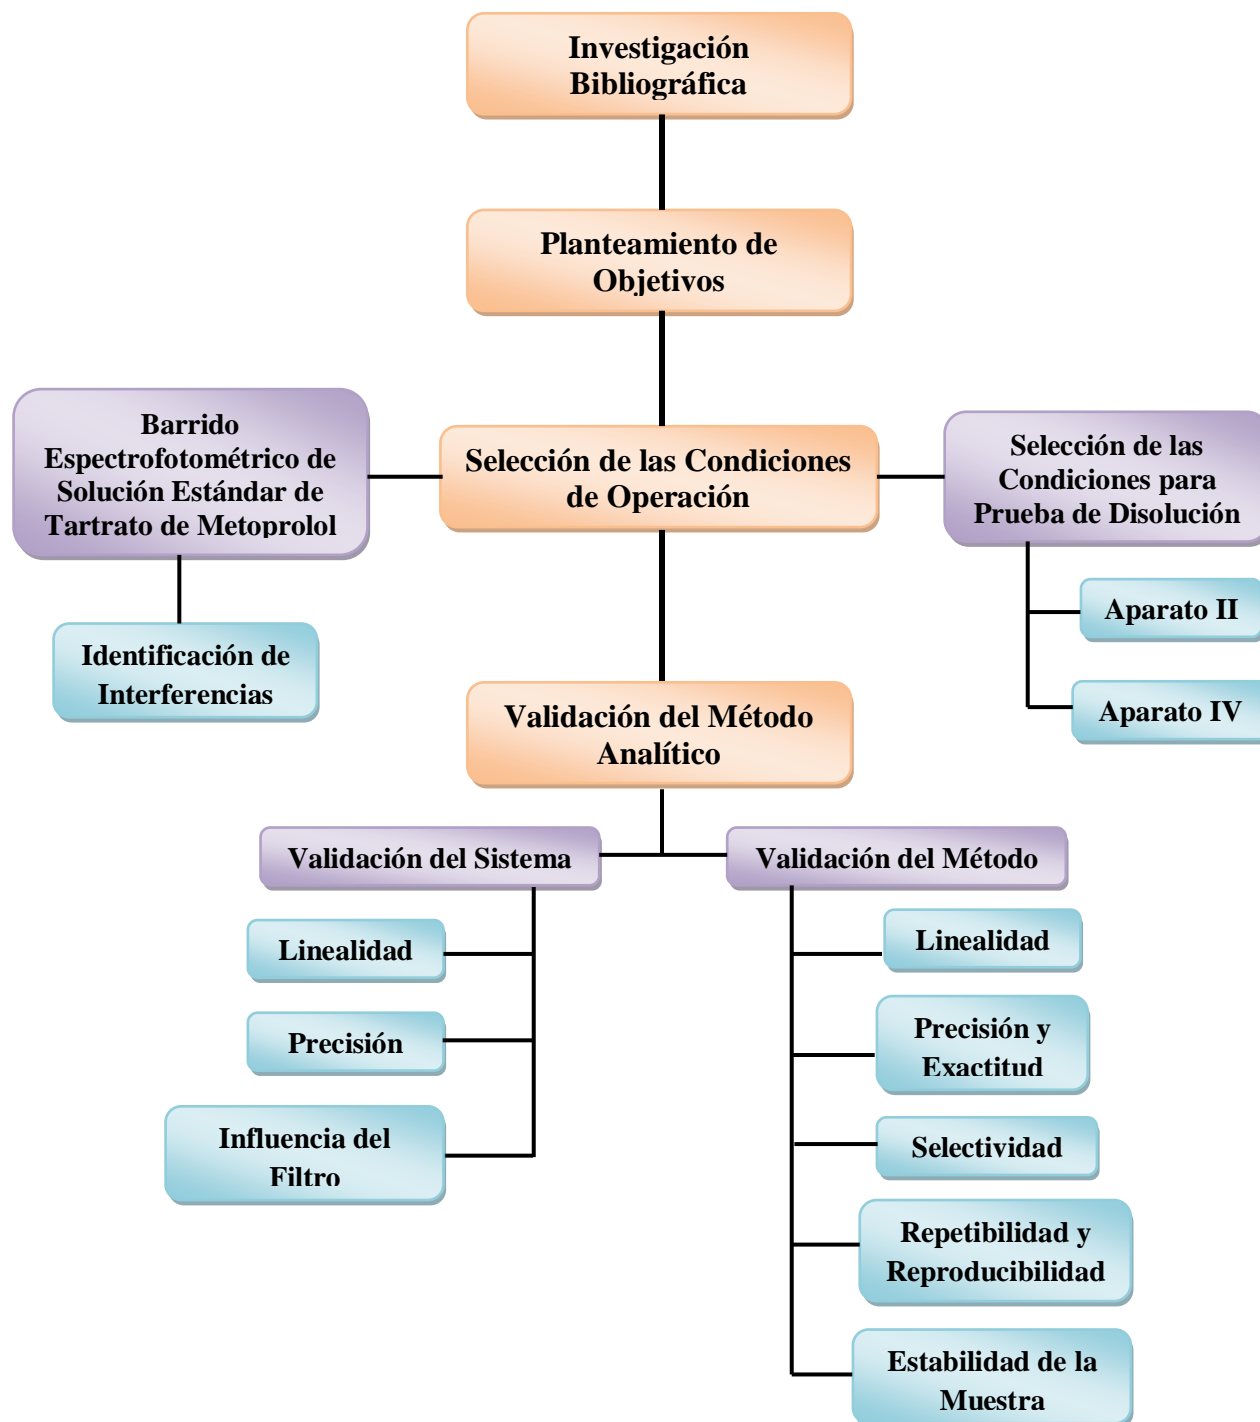 Investigación
Bibliográfica
Planteamiento de
Objetivos
Barrido
Espectrofotométrico de
Solución Estándar de
Tartrato de Metoprolol
Selección de las Condiciones
de Operación
Selección de las
Condiciones para
Prueba de Disolución
Aparato II
Aparato IV
Identificación de
Interferencias
Validación del Método
Analítico
Validación del Sistema
Linealidad
Precisión
Influencia del
Filtro
Validación del Método
Linealidad
Precisión y
Exactitud
Selectividad
Repetibilidad y
Reproducibilidad
Estabilidad de la
Muestra